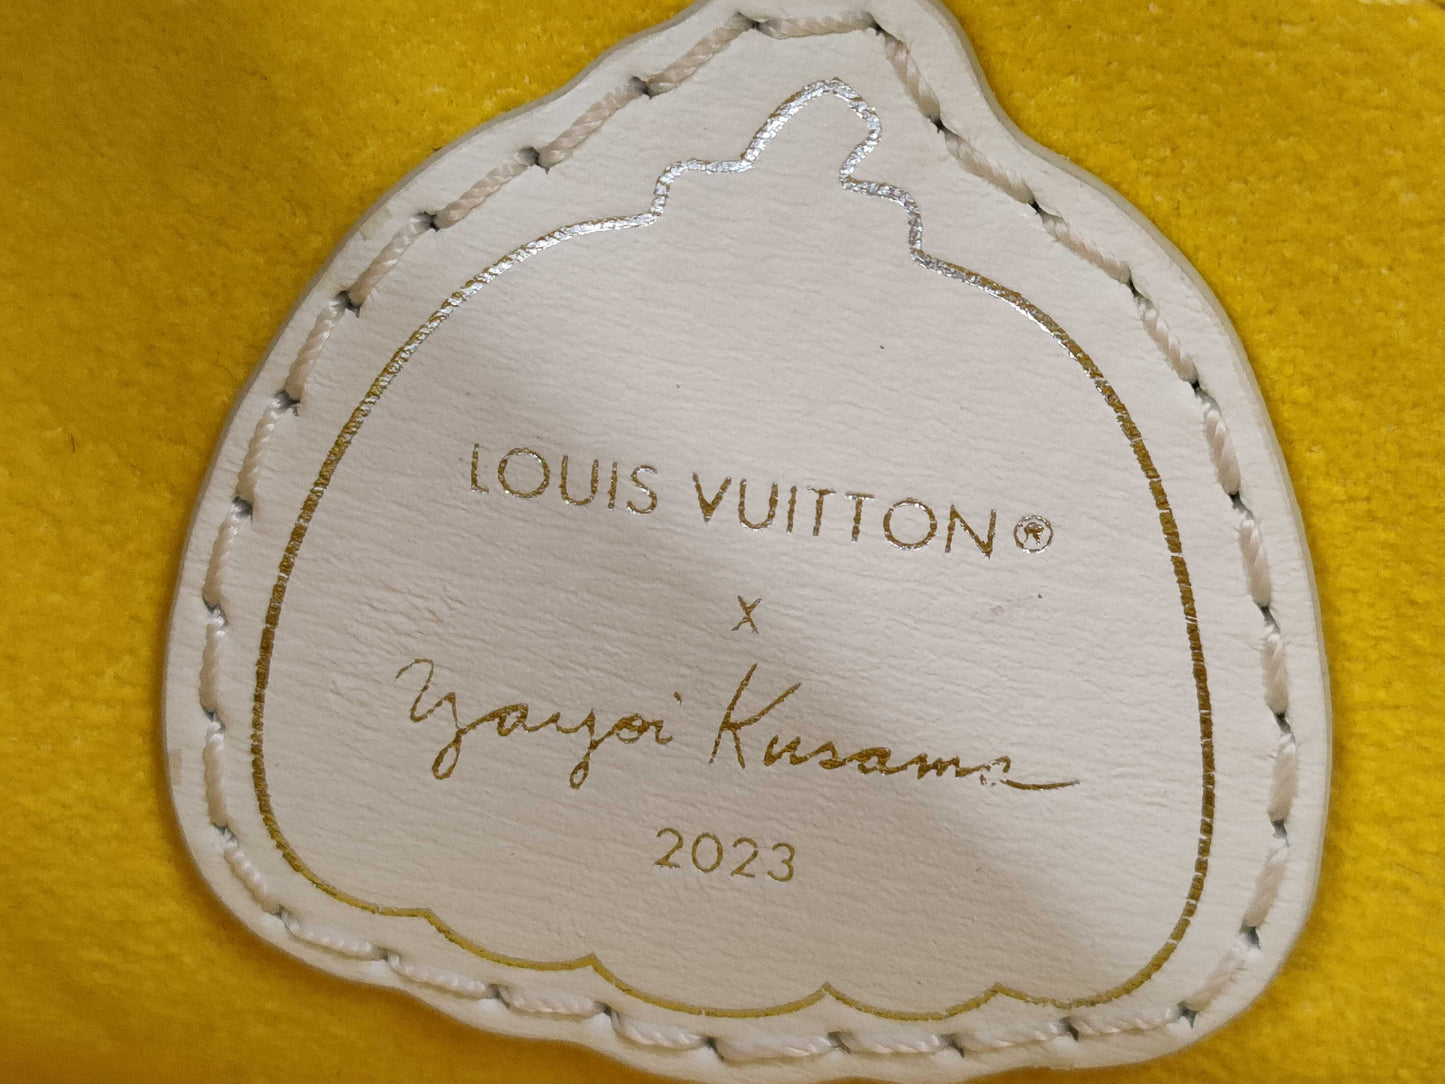 LOUIS VUITTON®
x
Yayoi Kusama
2023